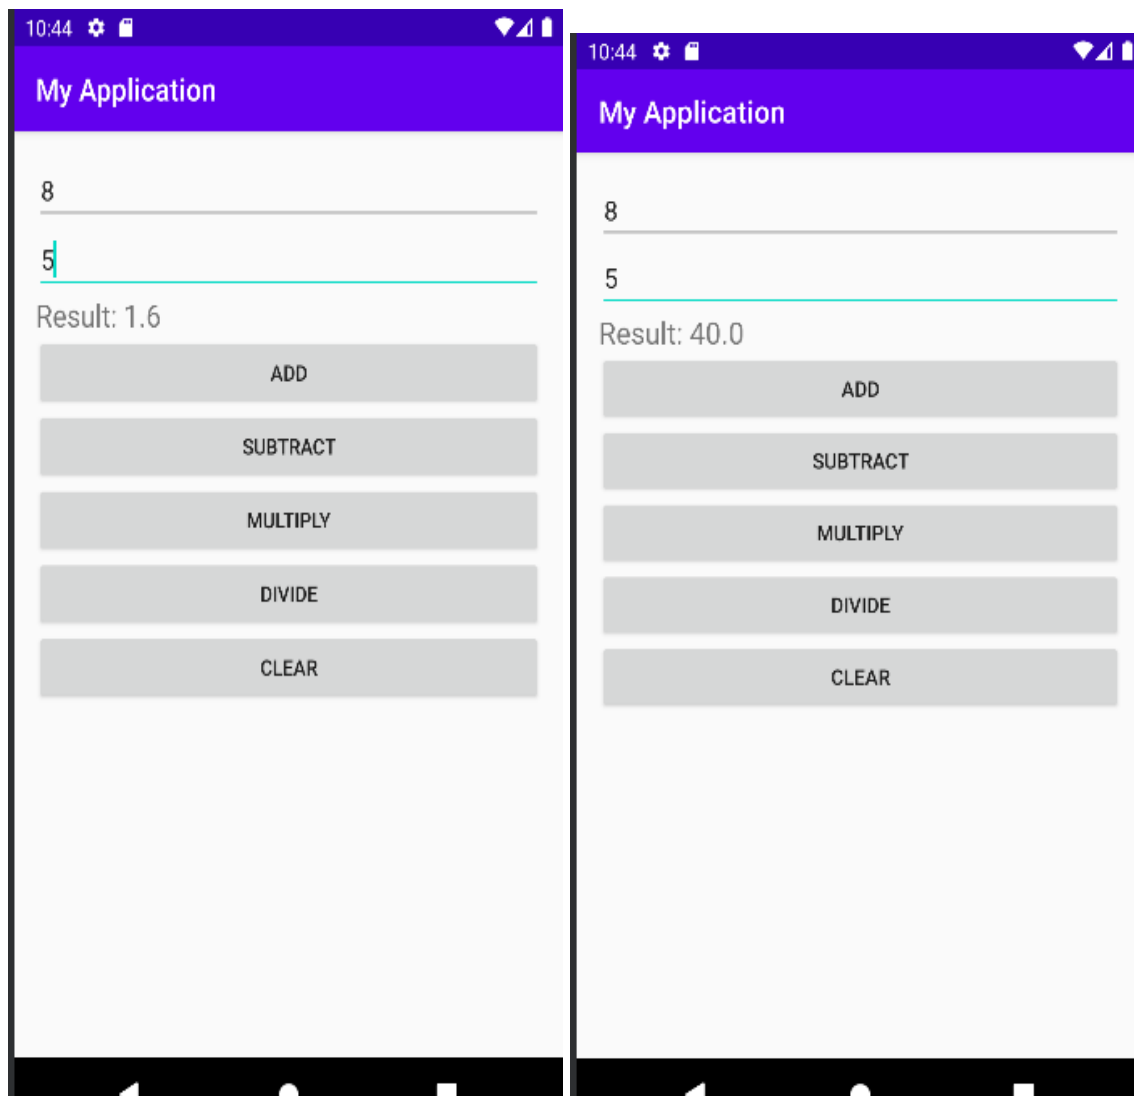 10:44
My Application
8
5
Result: 1.6
ADD
SUBTRACT
MULTIPLY
DIVIDE
CLEAR
10:44
My Application
8
5
Result: 40.0
ADD
SUBTRACT
MULTIPLY
DIVIDE
CLEAR